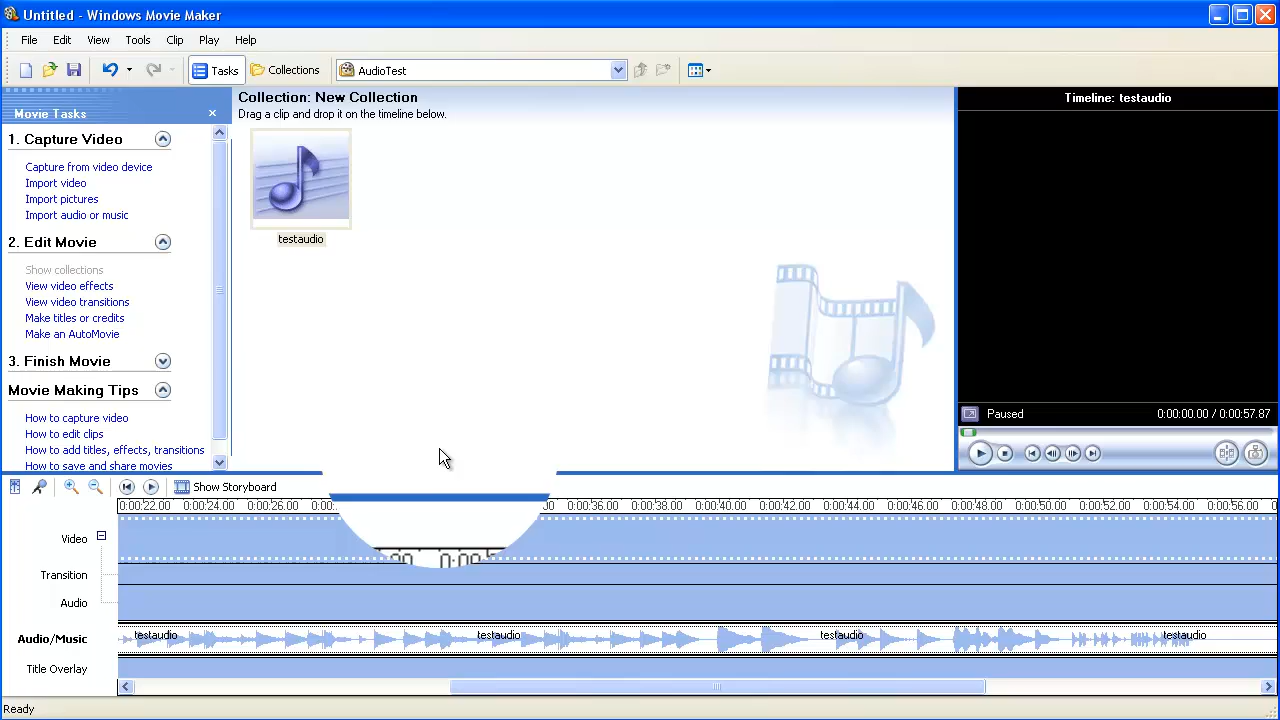 Untitled - Windows Movie Maker
File Edit View Tools Clip Play Help
Tasks Collections AudioTest
Movie Tasks
1. Capture Video
Capture from video device
Import video
Import pictures
Import audio or music
2. Edit Movie
Show collections
View video effects
View video transitions
Make titles or credits
Make an AutoMovie
3. Finish Movie
Movie Making Tips
How to capture video
How to edit clips
How to add titles, effects, transitions
How to save and share movies
Collection: New Collection
Drag a clip and drop it on the timeline below.
testaudio
Timeline: testaudio
Paused 0:00:00.00 / 0:00:57.87
Show Storyboard
0:00:22.00 0:00:24.00 0:00:26.00 0:00:36.00 0:00:38.00 0:00:40.00 0:00:42.00 0:00:44.00 0:00:46.00 0:00:48.00 0:00:50.00 0:00:52.00 0:00:54.00 0:00:56.00
Video
Transition
Audio
Audio/Music testaudio testaudio testaudio testaudio
Title Overlay
Ready